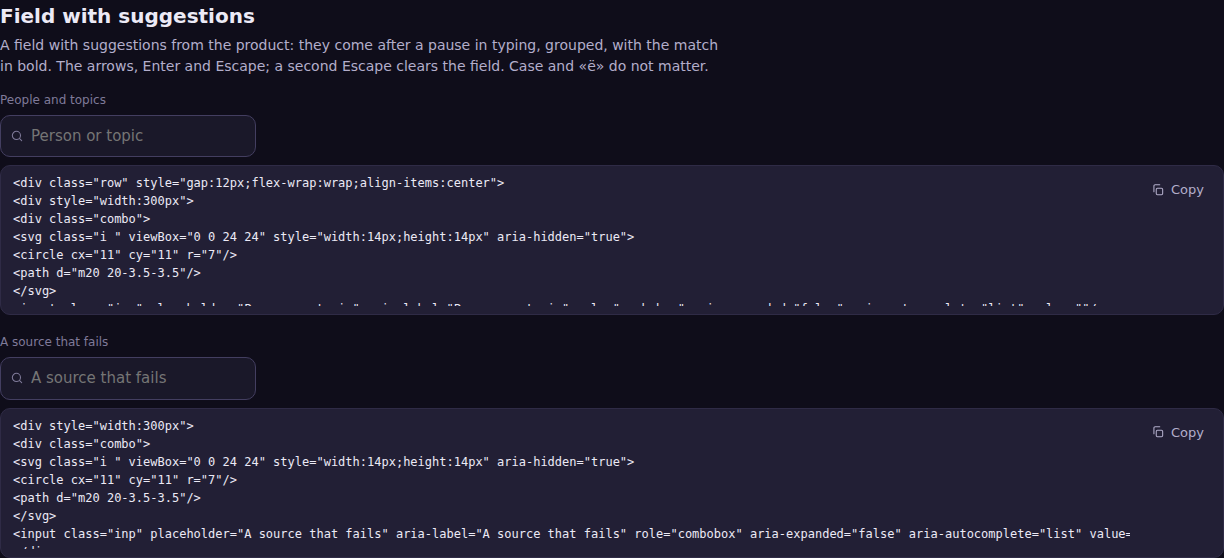 Field with suggestions
A field with suggestions from the product: they come after a pause in typing, grouped, with the match
in bold. The arrows, Enter and Escape; a second Escape clears the field. Case and «ё» do not matter.
People and topics
Person or topic
<div class="row" style="gap:12px;flex-wrap:wrap;align-items:center">
Copy
<div style="width:300px">
<div class="combo">
<svg class="i " viewBox="0 0 24 24" style="width:14px;height:14px" aria-hidden="true">
<circle cx="11" cy="11" r="7"/>
<path d="m20 20-3.5-3.5"/>
</svg>
A source that fails
A source that fails
<div style="width:300px">
Copy
<div class="combo">
<svg class="i " viewBox="0 0 24 24" style="width:14px;height:14px" aria-hidden="true">
<circle cx="11" cy="11" r="7"/>
<path d="m20 20-3.5-3.5"/>
</svg>
<input class="inp" placeholder="A source that fails" aria-label="A source that fails" role="combobox" aria-expanded="false" aria-autocomplete="list" value=